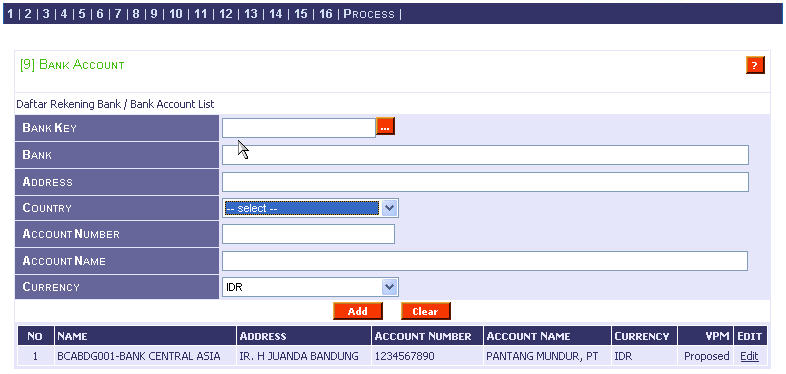 1 | 2 | 3 | 4 | 5 | 6 | 7 | 8 | 9 | 10 | 11 | 12 | 13 | 14 | 15 | 16 | PROCESS |
[9] BANK ACCOUNT ?
Daftar Rekening Bank / Bank Account List
BANK KEY ...
BANK
ADDRESS
COUNTRY -- select --
ACCOUNT NUMBER
ACCOUNT NAME
CURRENCY IDR
Add Clear
NO NAME ADDRESS ACCOUNT NUMBER ACCOUNT NAME CURRENCY VPM EDIT
1 BCABDG001-BANK CENTRAL ASIA IR. H JUANDA BANDUNG 1234567890 PANTANG MUNDUR, PT IDR Proposed Edit